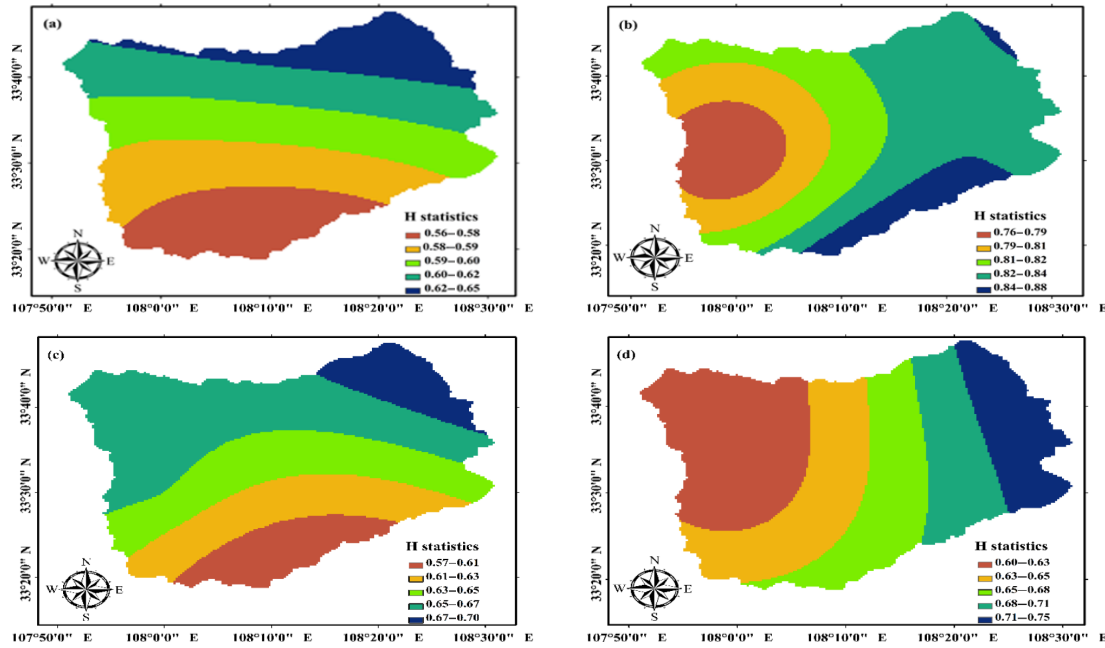 (a)
33°40'0'' N
33°30'0'' N
33°20'0'' N
N
W E
S
H statistics
0.56—0.58
0.58—0.59
0.59—0.60
0.60—0.62
0.62—0.65
107°50'0'' E 108°0'0'' E 108°20'0'' E 108°30'0'' E
(b)
33°40'0'' N
33°30'0'' N
33°20'0'' N
N
W E
S
H statistics
0.76—0.79
0.79—0.81
0.81—0.82
0.82—0.84
0.84—0.88
107°50'0'' E 108°0'0'' E 108°10'0'' E 108°20'0'' E 108°30'0'' E
(c)
33°40'0'' N
33°30'0'' N
33°20'0'' N
N
W E
S
H statistics
0.57—0.61
0.61—0.63
0.63—0.65
0.65—0.67
0.67—0.70
107°50'0'' E 108°0'0'' E 108°20'0'' E 108°30'0'' E
(d)
33°40'0'' N
33°30'0'' N
33°20'0'' N
N
W E
S
H statistics
0.60—0.63
0.63—0.65
0.65—0.68
0.68—0.71
0.71—0.75
107°50'0'' E 108°0'0'' E 108°10'0'' E 108°20'0'' E 108°30'0'' E